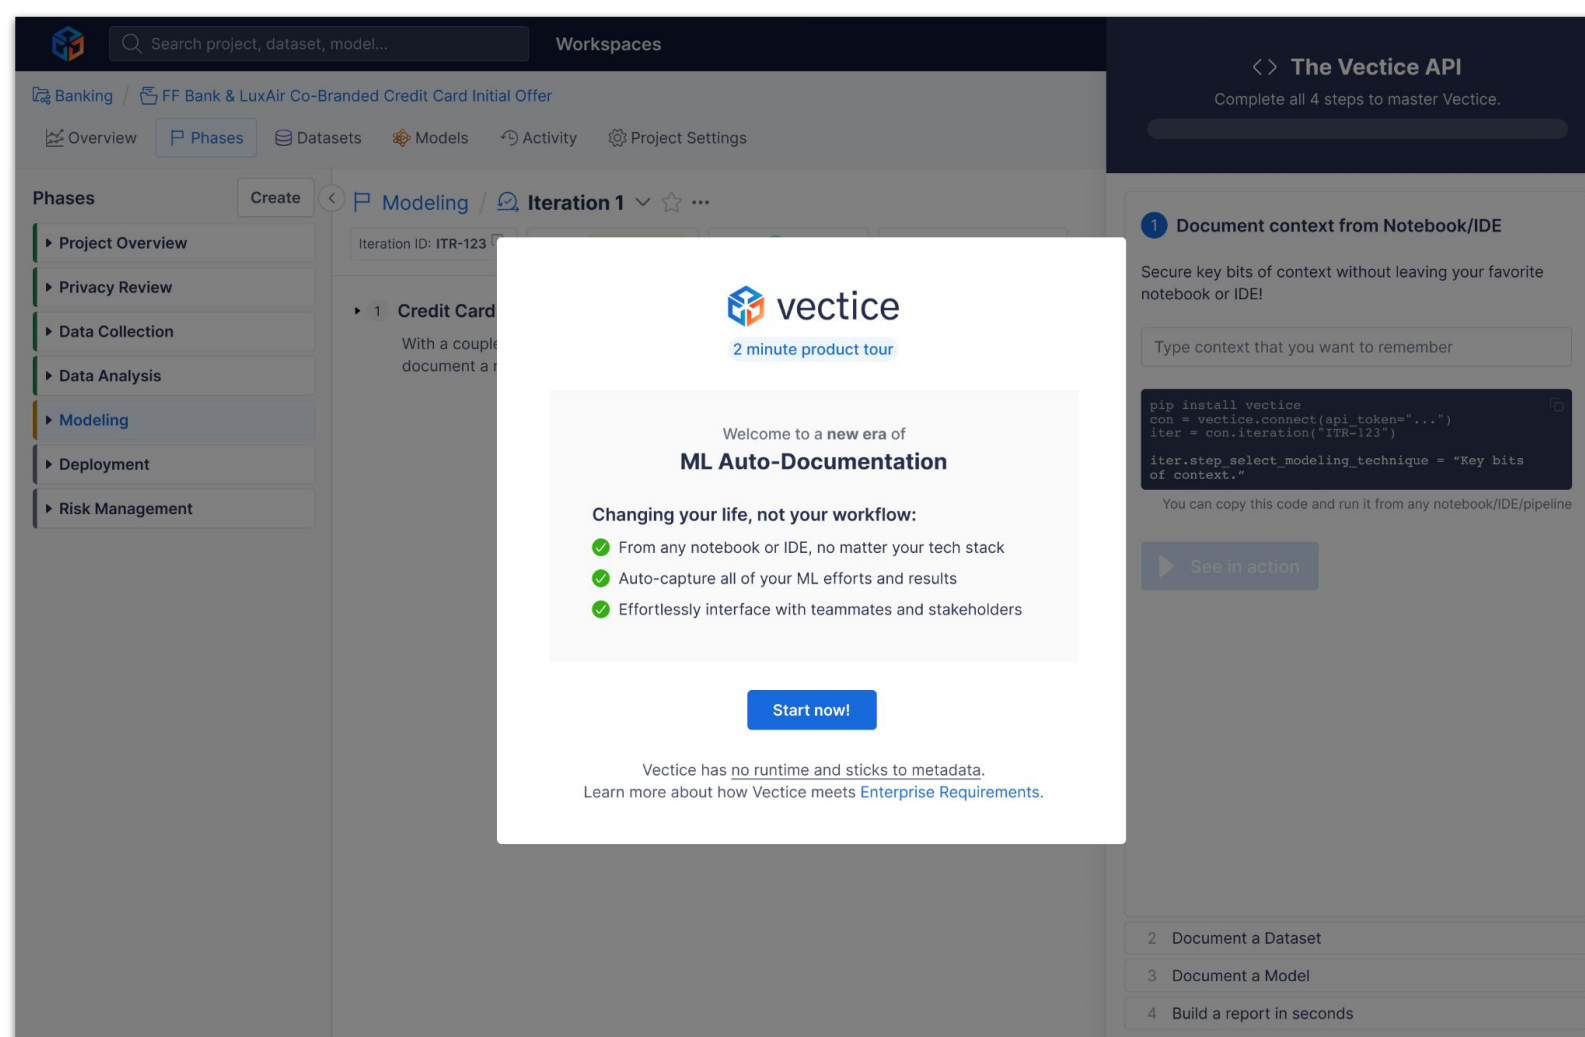 Search project, dataset, model...
Workspaces
Banking / FF Bank & LuxAir Co-Branded Credit Card Initial Offer
Overview
Phases
Datasets
Models
Activity
Project Settings
Phases
Create
Project Overview
Privacy Review
Data Collection
Data Analysis
Modeling
Deployment
Risk Management
Modeling / Iteration 1
Iteration ID: ITR-123
1 Credit Card
With a couple
document a
vectice
2 minute product tour
Welcome to a new era of
ML Auto-Documentation
Changing your life, not your workflow:
From any notebook or IDE, no matter your tech stack
Auto-capture all of your ML efforts and results
Effortlessly interface with teammates and stakeholders
Start now!
Vectice has no runtime and sticks to metadata.
Learn more about how Vectice meets Enterprise Requirements.
<> The Vectice API
Complete all 4 steps to master Vectice.
1 Document context from Notebook/IDE
Secure key bits of context without leaving your favorite
notebook or IDE!
Type context that you want to remember
pip install vectice
con = vectice.connect(api_token="...")
iter = con.iteration("ITR-123")
iter.step_select_modeling_technique = “Key bits
of context.”
You can copy this code and run it from any notebook/IDE/pipeline
See in action
2 Document a Dataset
3 Document a Model
4 Build a report in seconds